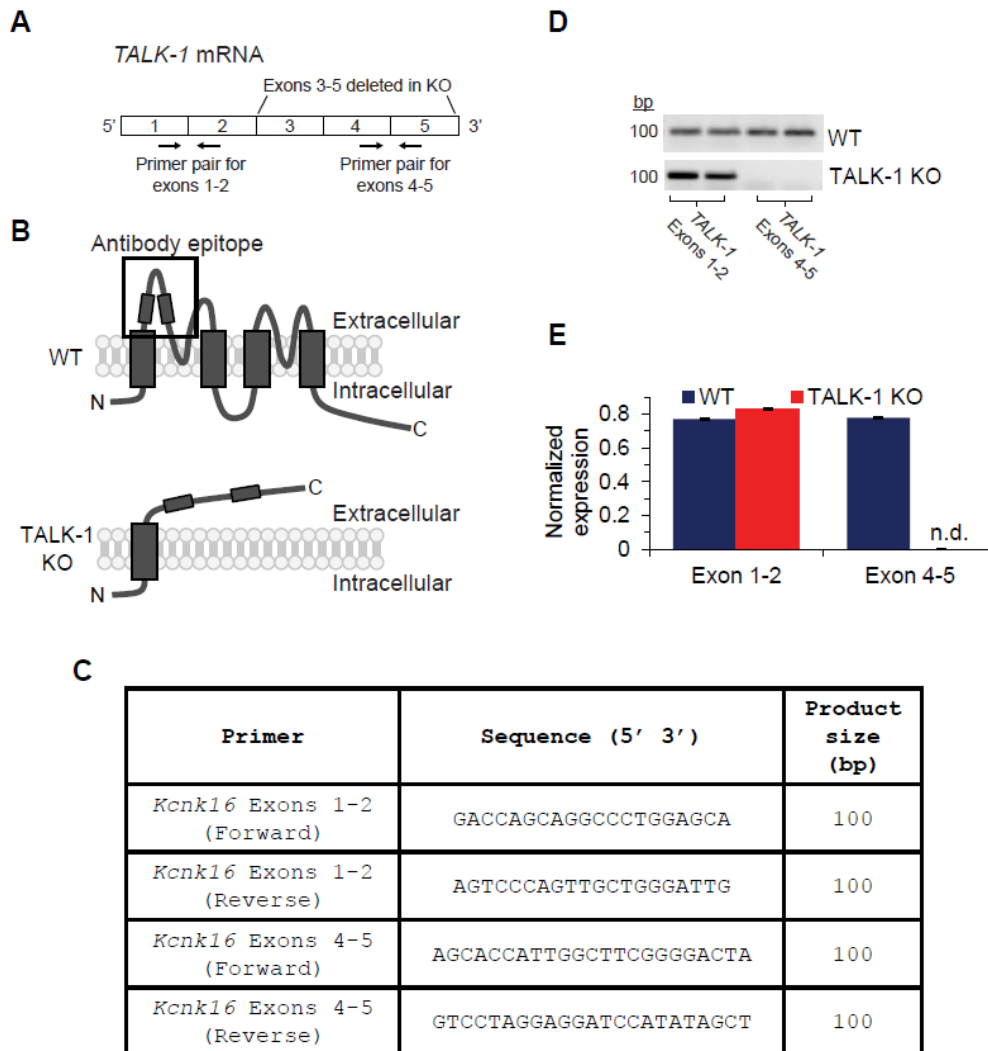 A
TALK-1 mRNA
Exons 3-5 deleted in KO
5' 1 2 3 4 5 3'
Primer pair for
exons 1-2
Primer pair for
exons 4-5
B
Antibody epitope
Extracellular
WT
Intracellular
N
C
C
Extracellular
TALK-1
KO
Intracellular
N
D
bp
100 WT
100 TALK-1 KO
TALK-1
Exons 1-2
TALK-1
Exons 4-5
E
WT TALK-1 KO
Normalized
expression
0.8
0.6
0.4
0.2
0
n.d.
Exon 1-2 Exon 4-5
C
Primer Sequence (5’ 3’) Product
size
(bp)
Kcnk16 Exons 1-2
(Forward)
GACCAGCAGGCCCTGGAGCA 100
Kcnk16 Exons 1-2
(Reverse)
AGTCCCAGTTGCTGGGATTG 100
Kcnk16 Exons 4-5
(Forward)
AGCACCATTGGCTTCGGGGACTA 100
Kcnk16 Exons 4-5
(Reverse)
GTCCTAGGAGGATCCATATAGCT 100